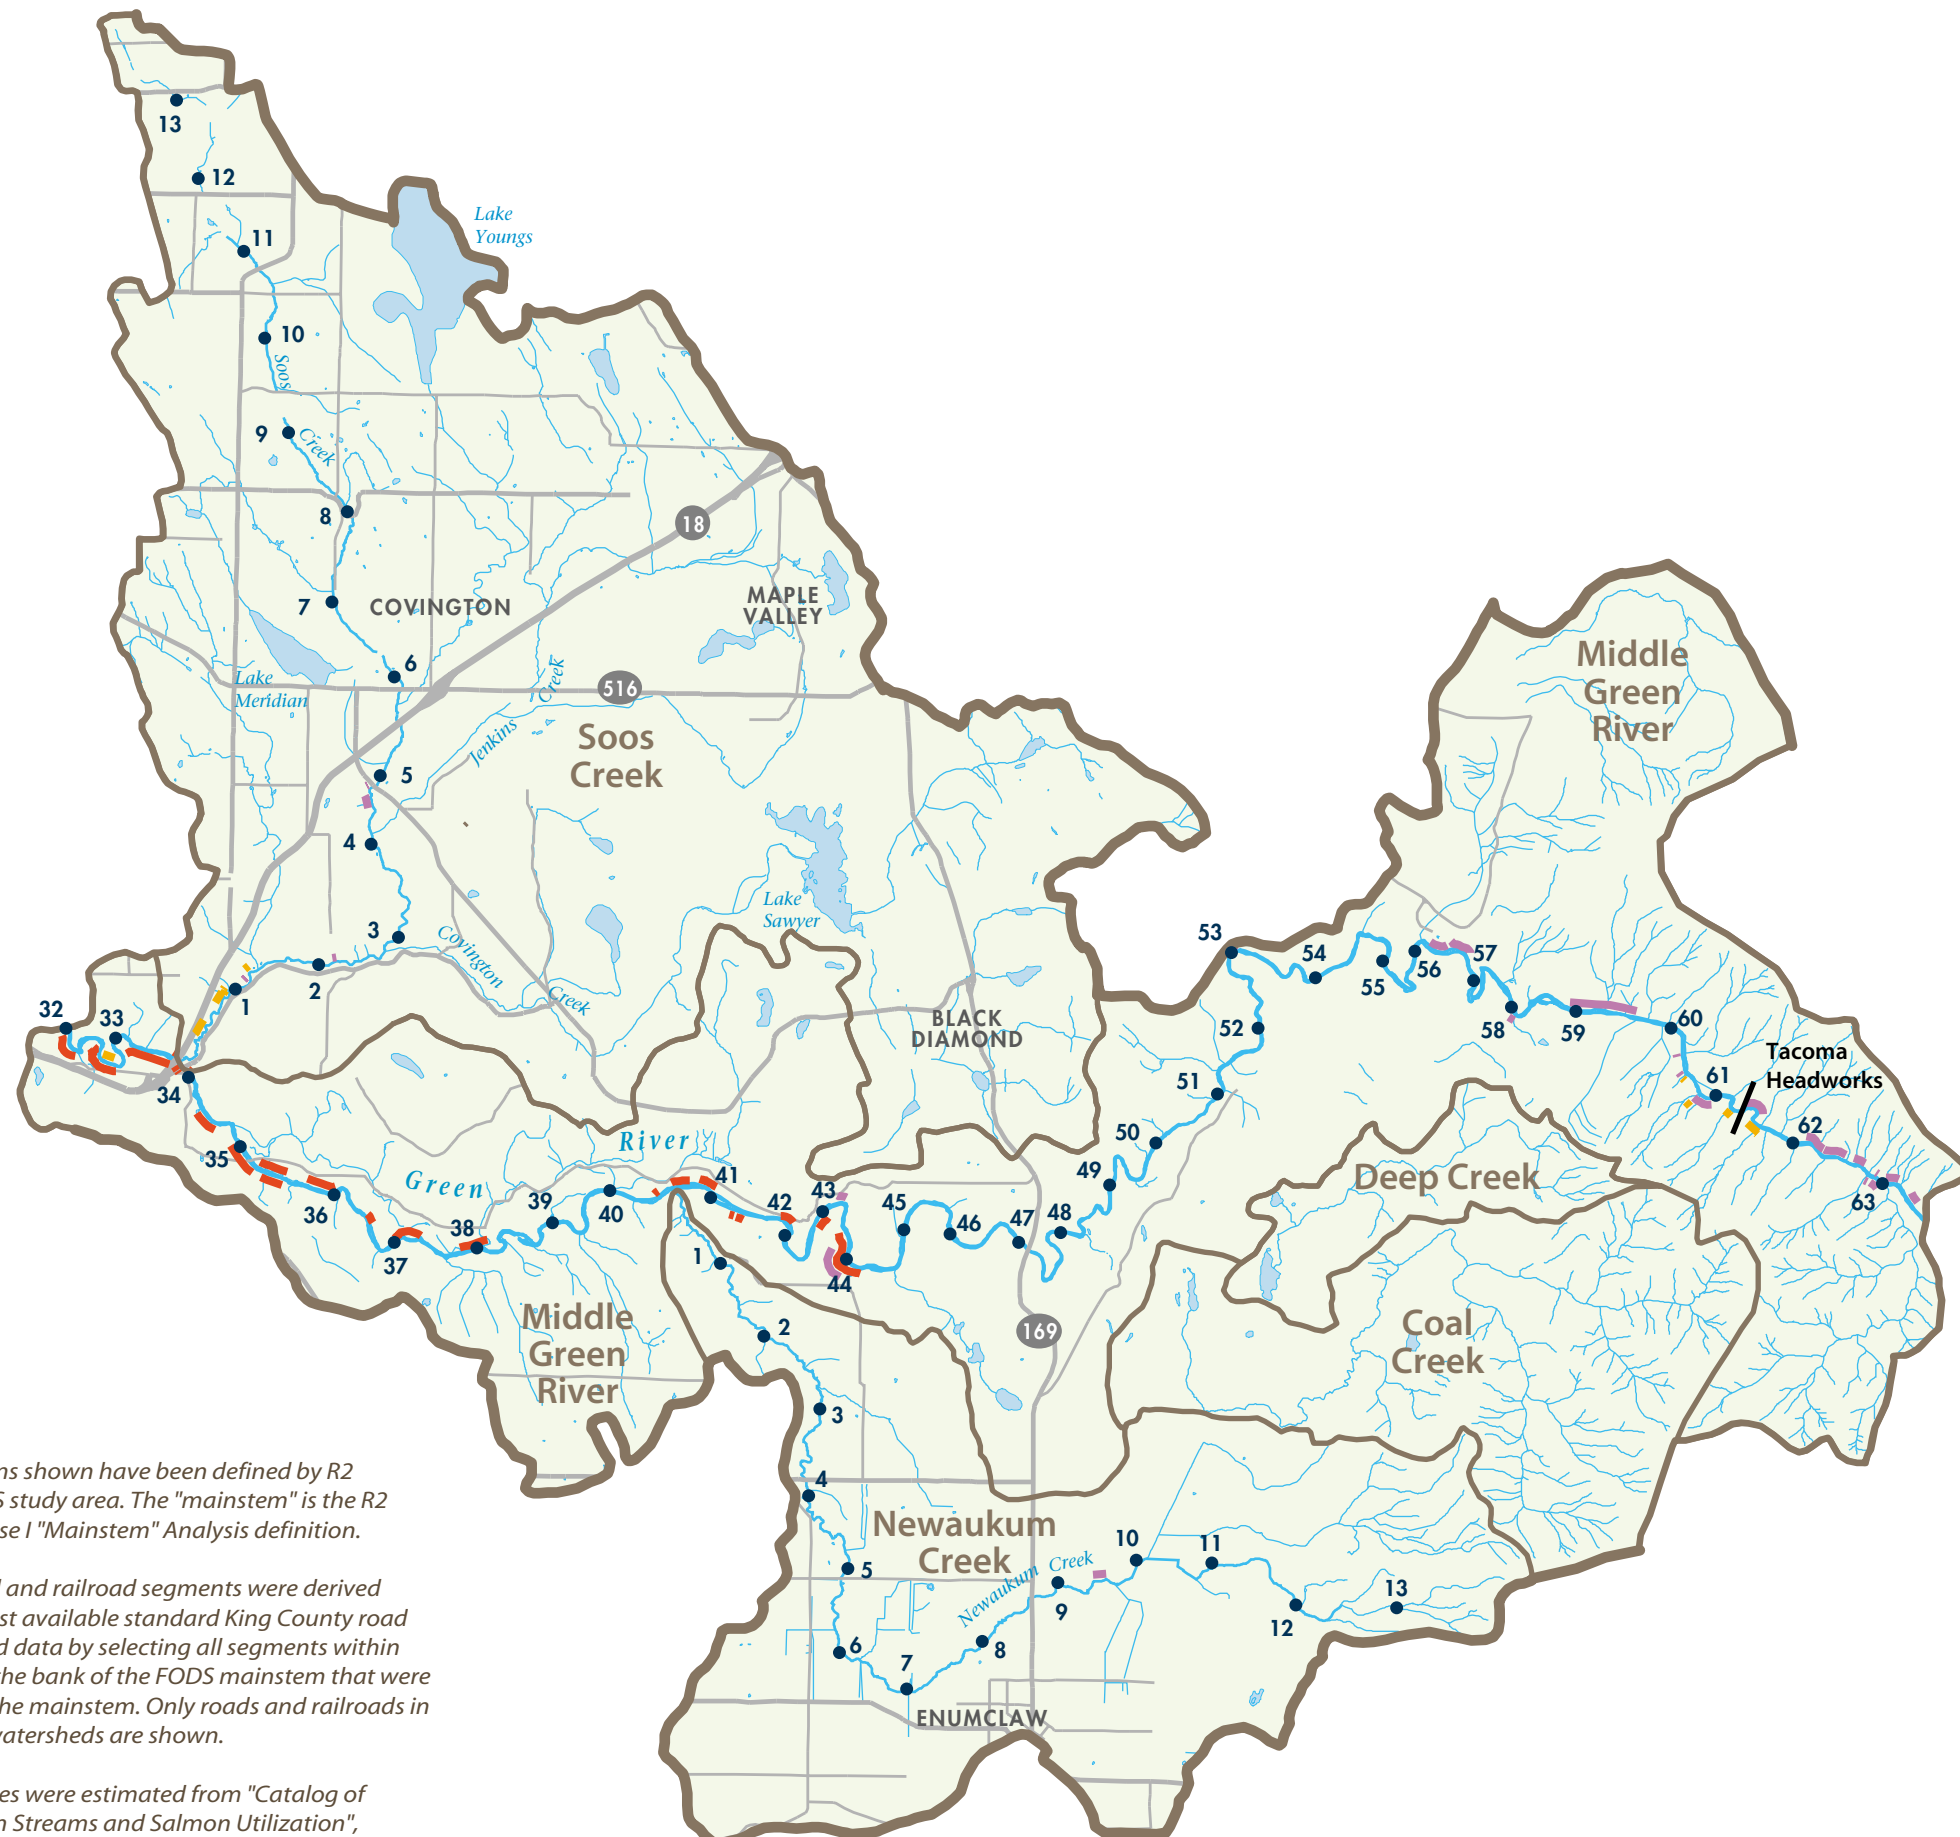 13
12
11
Lake
Youngs
10
Soos
9
Creek
8
18
7
COVINGTON
MAPLE
VALLEY
6
Lake
Meridian
516
Creek
Jenkins
Soos
Creek
5
4
Middle
Green
River
Lake
Sawyer
3
Covington
Creek
2
1
53
54
55
56
57
58
59
60
52
51
50
49
BLACK
DIAMOND
Tacoma
Headworks
61
62
63
32
33
34
35
36
37
38
39
40
41
42
43
44
45
46
47
48
Green
River
Deep Creek
Coal
Creek
169
Middle
Green
River
1
2
3
4
5
6
7
8
9
10
11
12
13
Newaukum
Creek
Newaukum Creek
ENUMCLAW
ns shown have been defined by R2
S study area. The "mainstem" is the R2
se I "Mainstem" Analysis definition.
d and railroad segments were derived
st available standard King County road
d data by selecting all segments within
the bank of the FODS mainstem that were
he mainstem. Only roads and railroads in
vatersheds are shown.
es were estimated from "Catalog of
n Streams and Salmon Utilization",